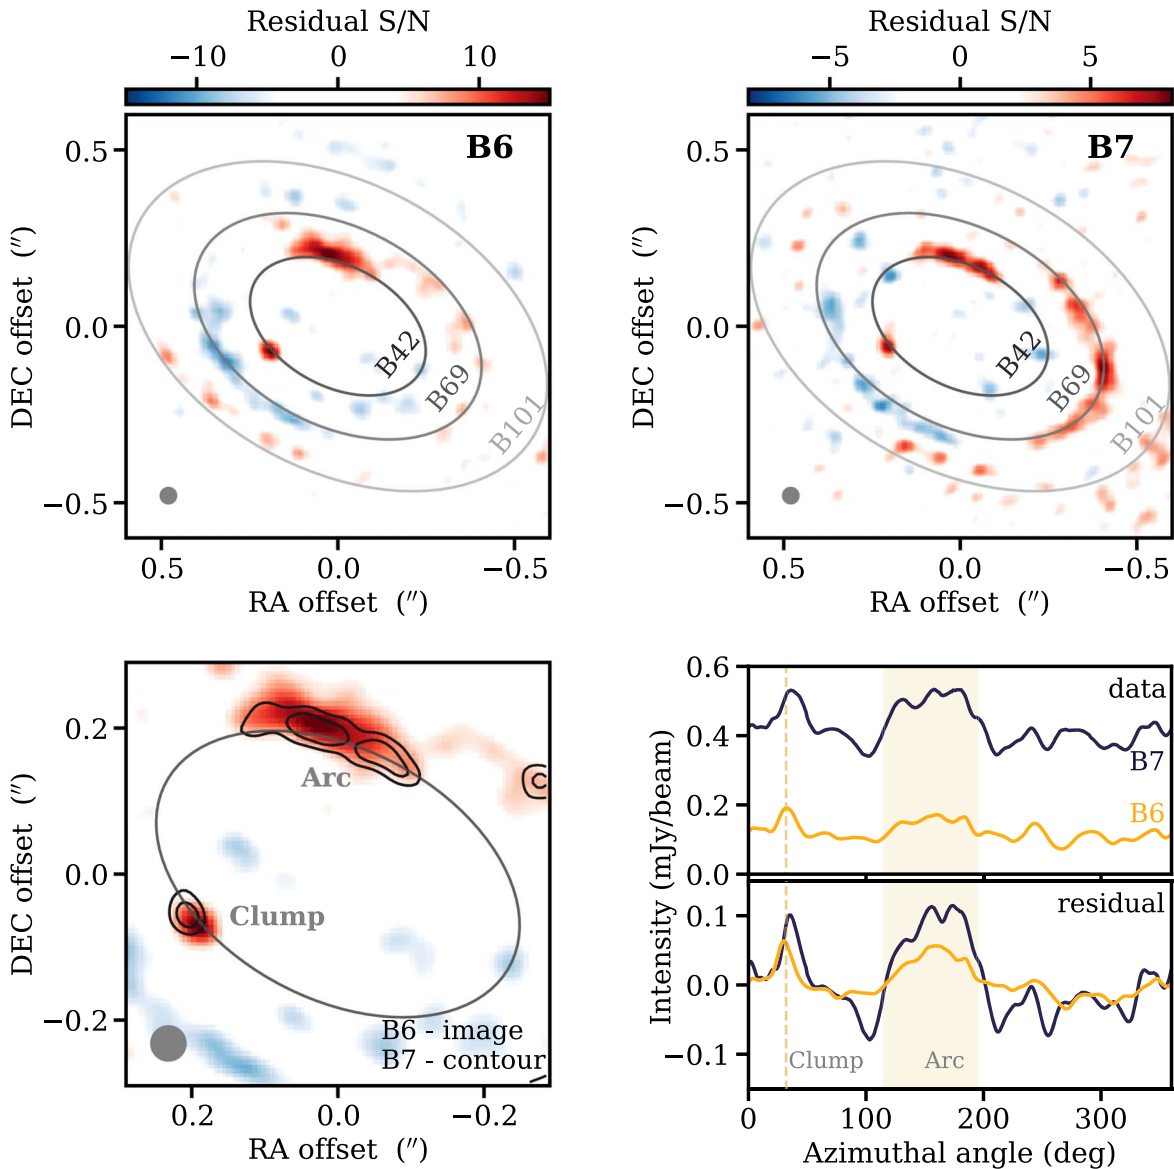 Residual S/N
−10 0 10
B6
0.5
0.0
−0.5
DEC offset (″)
B42
B69
B101
0.5 0.0 −0.5
RA offset (″)
Residual S/N
−5 0 5
B7
0.5
0.0
−0.5
DEC offset (″)
B42
B69
B101
0.5 0.0 −0.5
RA offset (″)
0.2
0.0
−0.2
DEC offset (″)
Arc
Clump
B6 - image
B7 - contour
0.2 0.0 −0.2
RA offset (″)
0.6
0.4
0.2
0.0
data
B7
B6
Intensity (mJy/beam)
0.1
0.0
−0.1
residual
Clump Arc
0 100 200 300
Azimuthal angle (deg)